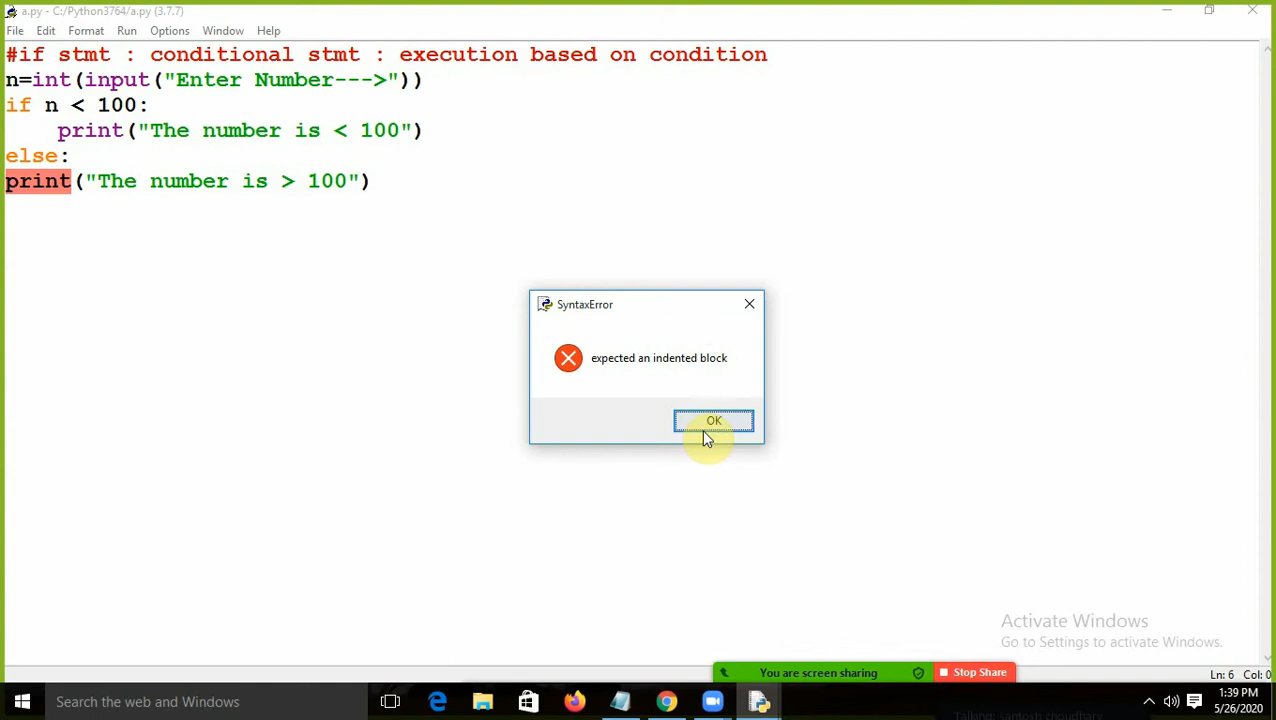 a.py - C:/Python3764/a.py (3.7.7)
File Edit Format Run Options Window Help
#if stmt : conditional stmt : execution based on condition
n=int(input("Enter Number--->"))
if n < 100:
    print("The number is < 100")
else:
print("The number is > 100")
SyntaxError
expected an indented block
OK
Activate Windows
Go to Settings to activate Windows.
You are screen sharing
Stop Share
Ln: 6 Col: 0
Search the web and Windows
1:39 PM
5/26/2020
Talking: santosh choudhary